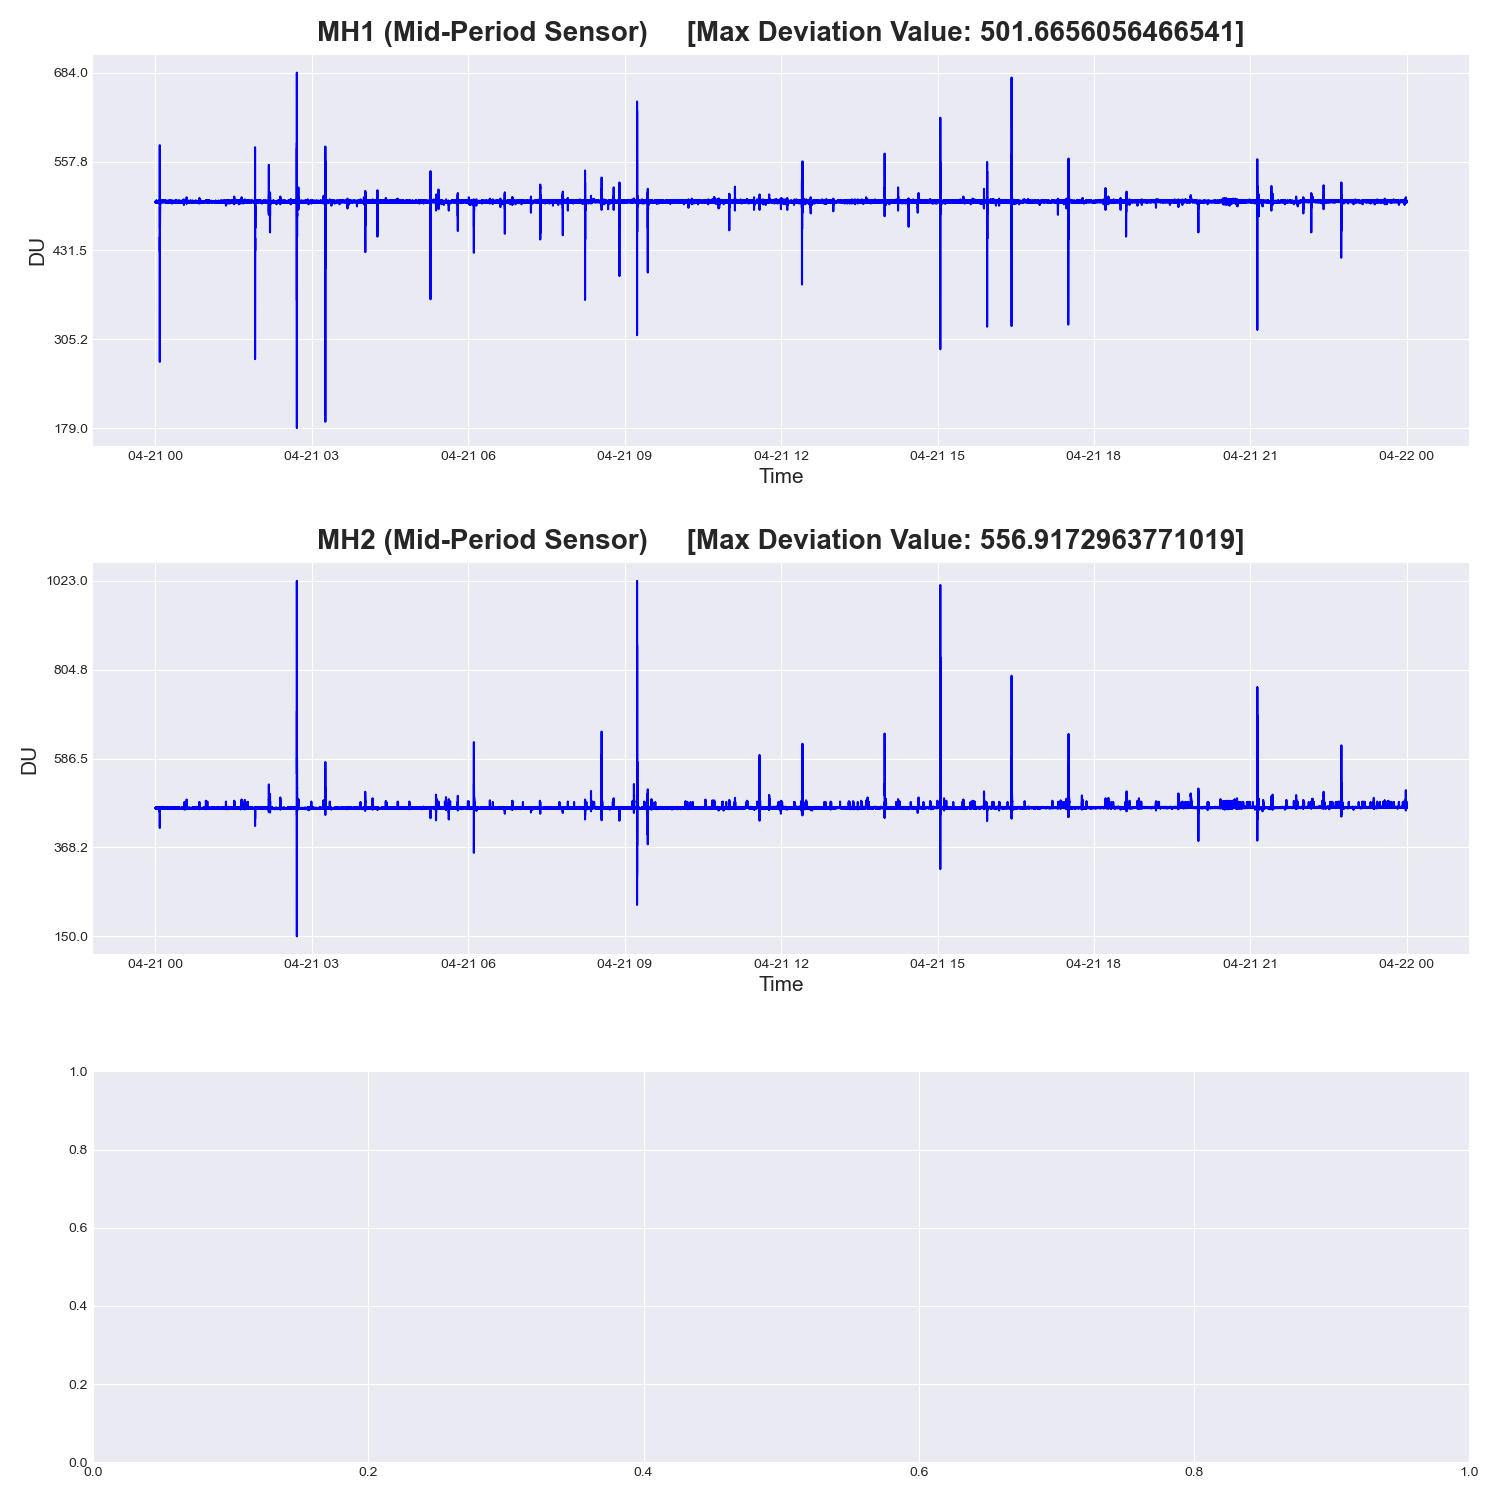 MH1 (Mid-Period Sensor) [Max Deviation Value: 501.6656056466541]
684.0
557.8
431.5
305.2
179.0
DU
04-21 00 04-21 03 04-21 06 04-21 09 04-21 12 04-21 15 04-21 18 04-21 21 04-22 00
Time
MH2 (Mid-Period Sensor) [Max Deviation Value: 556.9172963771019]
1023.0
804.8
586.5
368.2
150.0
DU
04-21 00 04-21 03 04-21 06 04-21 09 04-21 12 04-21 15 04-21 18 04-21 21 04-22 00
Time
1.0
0.8
0.6
0.4
0.2
0.0
0.0 0.2 0.4 0.6 0.8 1.0